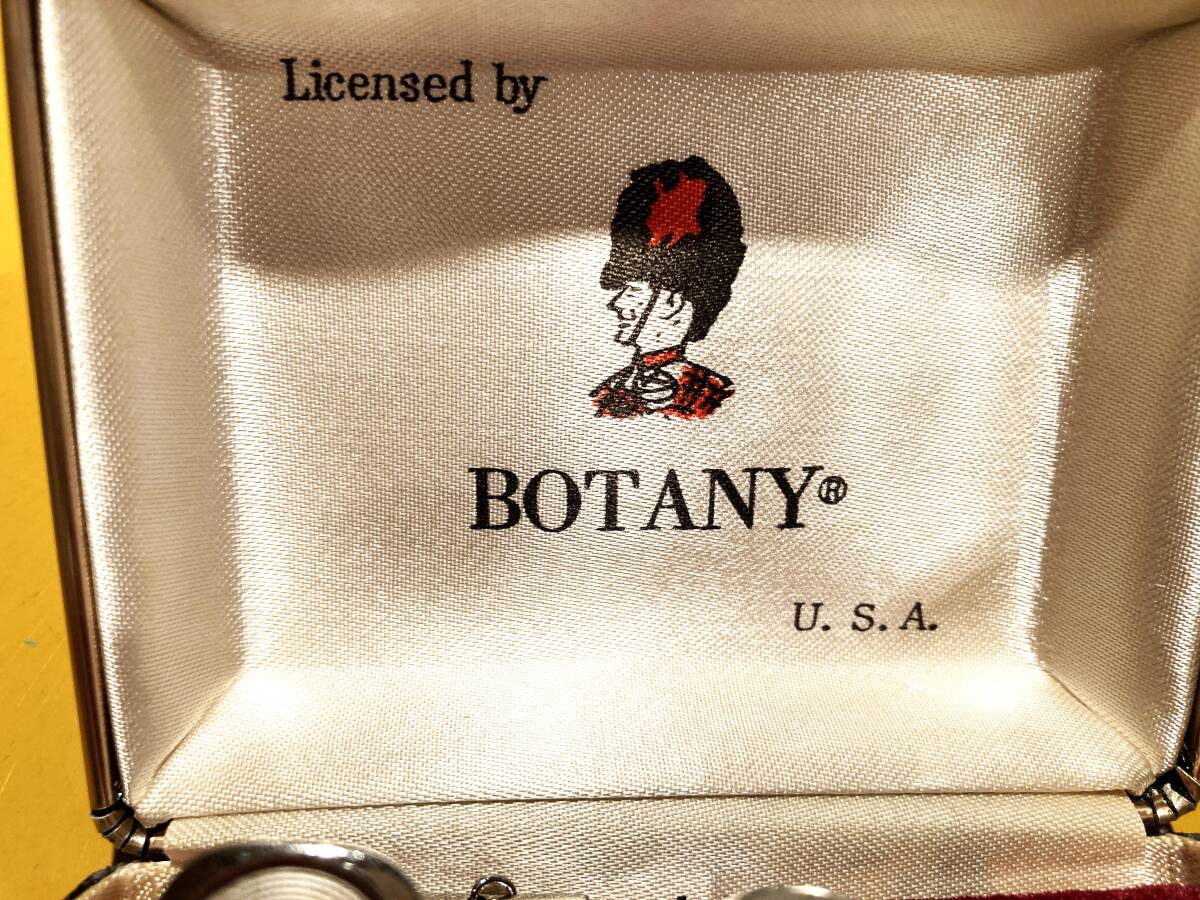 Licensed by
BOTANY®
U. S. A.